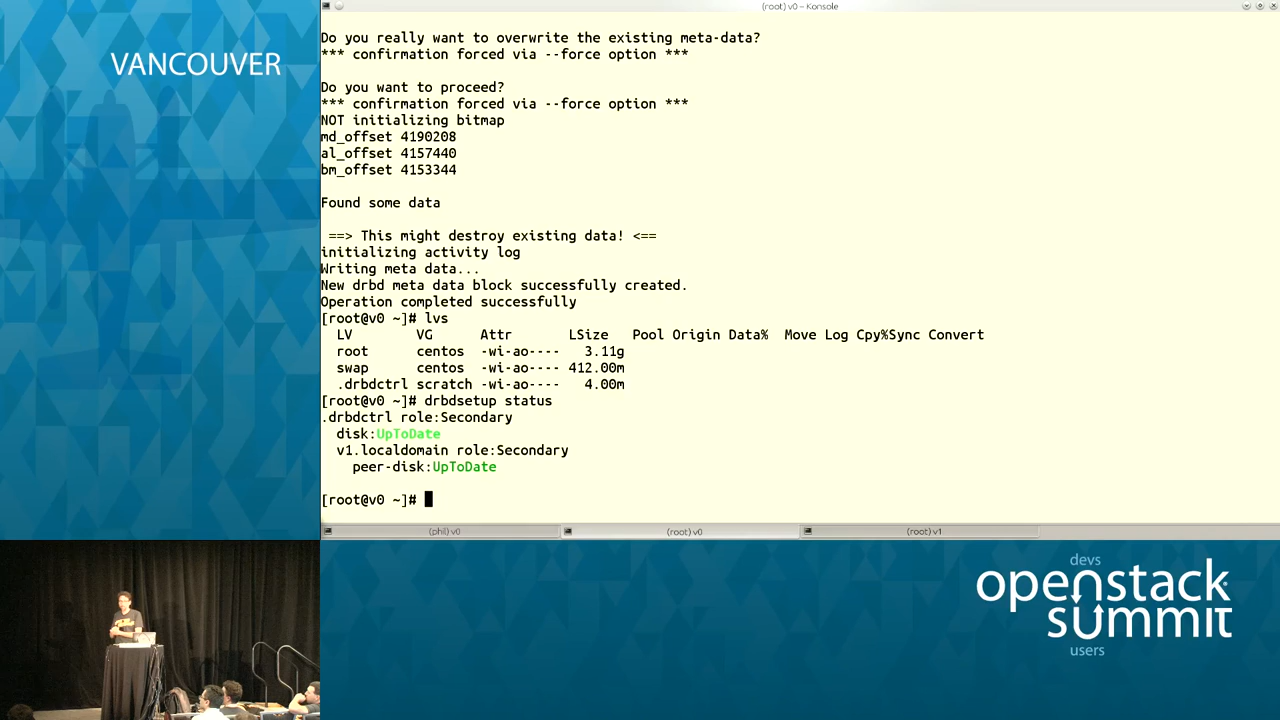 VANCOUVER
(root) v0 – Konsole
Do you really want to overwrite the existing meta-data?
*** confirmation forced via --force option ***
Do you want to proceed?
*** confirmation forced via --force option ***
NOT initializing bitmap
md_offset 4190208
al_offset 4157440
bm_offset 4153344
Found some data
==> This might destroy existing data! <==
initializing activity log
Writing meta data...
New drbd meta data block successfully created.
Operation completed successfully
[root@v0 ~]# lvs
LV VG Attr LSize Pool Origin Data% Move Log Cpy%Sync Convert
root centos -wi-ao---- 3.11g
swap centos -wi-ao---- 412.00m
.drbdctrl scratch -wi-ao---- 4.00m
[root@v0 ~]# drbdsetup status
.drbdctrl role:Secondary
disk:UpToDate
v1.localdomain role:Secondary
peer-disk:UpToDate
[root@v0 ~]#
(phil) v0
(root) v0
(root) v1
devs
openstack
summit
users